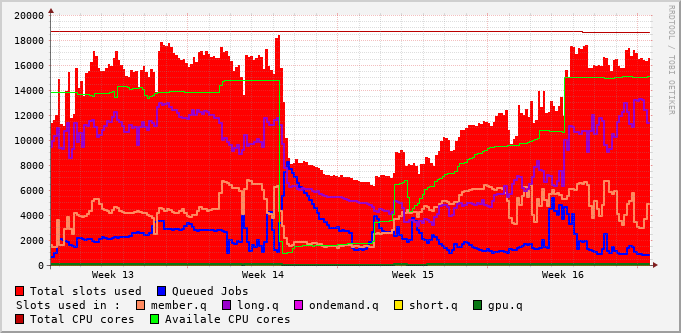 20000
18000
16000
14000
12000
10000
8000
6000
4000
2000
0
Week 13 Week 14 Week 15 Week 16
Total slots used Queued Jobs
Slots used in : member.q long.q ondemand.q short.q gpu.q
Total CPU cores Availale CPU cores
RRDTOOL / TOBI OETIKER